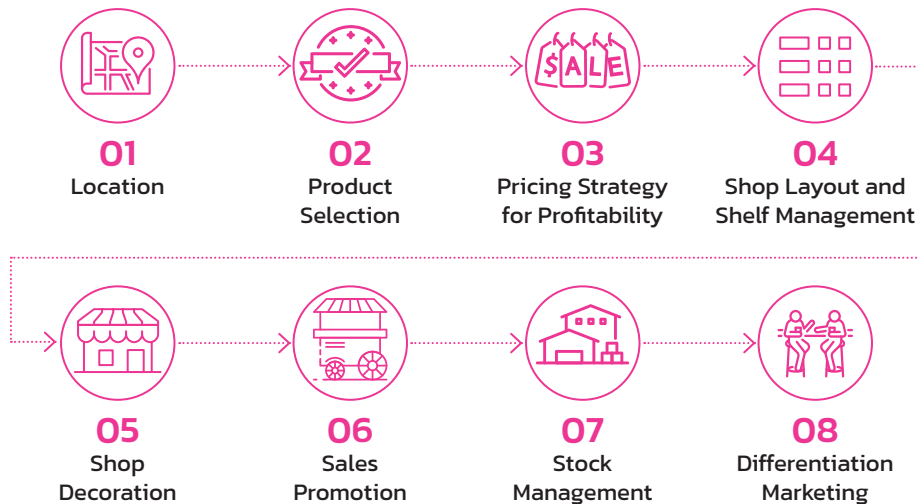 $ALE
01
Location
02
Product
Selection
03
Pricing Strategy
for Profitability
04
Shop Layout and
Shelf Management
05
Shop
Decoration
06
Sales
Promotion
07
Stock
Management
08
Differentiation
Marketing